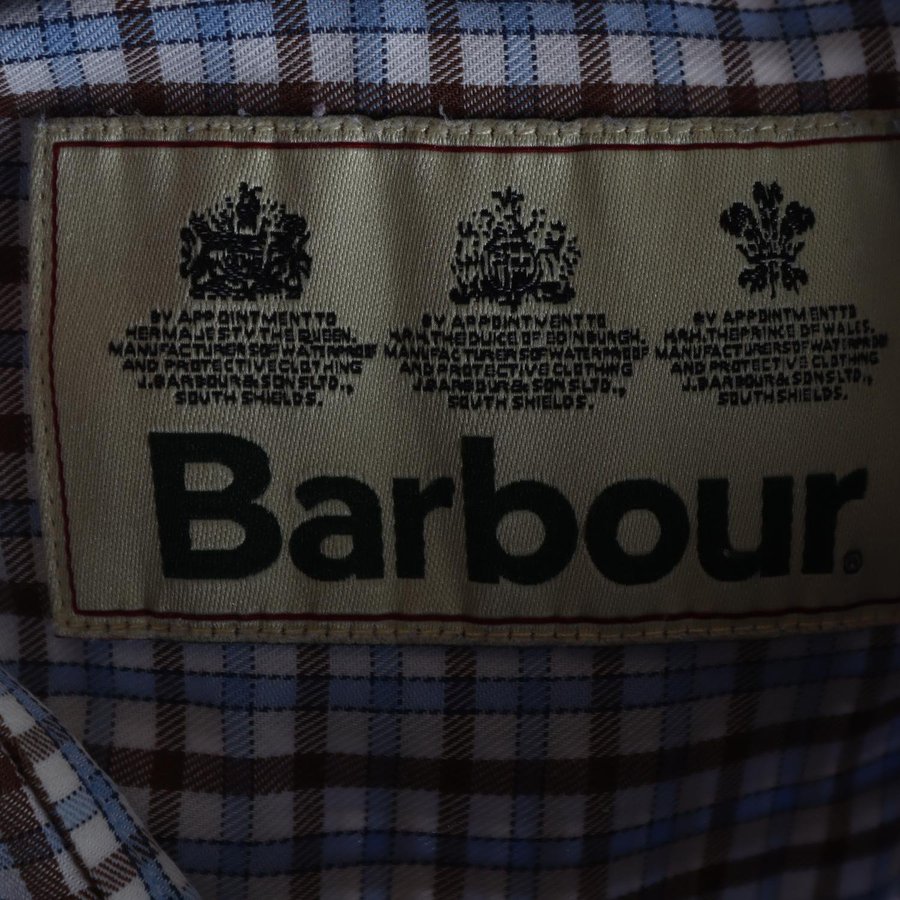 BY APPOINTMENT TO
HER MAJESTY THE QUEEN,
MANUFACTURERS OF WATERPROOF
AND PROTECTIVE CLOTHING
J. BARBOUR & SONS LTD.,
SOUTH SHIELDS.
BY APPOINTMENT TO
H.R.H. THE DUKE OF EDINBURGH,
MANUFACTURERS OF WATERPROOF
AND PROTECTIVE CLOTHING
J. BARBOUR & SONS LTD.,
SOUTH SHIELDS.
BY APPOINTMENT TO
H.R.H. THE PRINCE OF WALES,
MANUFACTURERS OF WATERPROOF
AND PROTECTIVE CLOTHING
J. BARBOUR & SONS LTD.,
SOUTH SHIELDS.
Barbour®